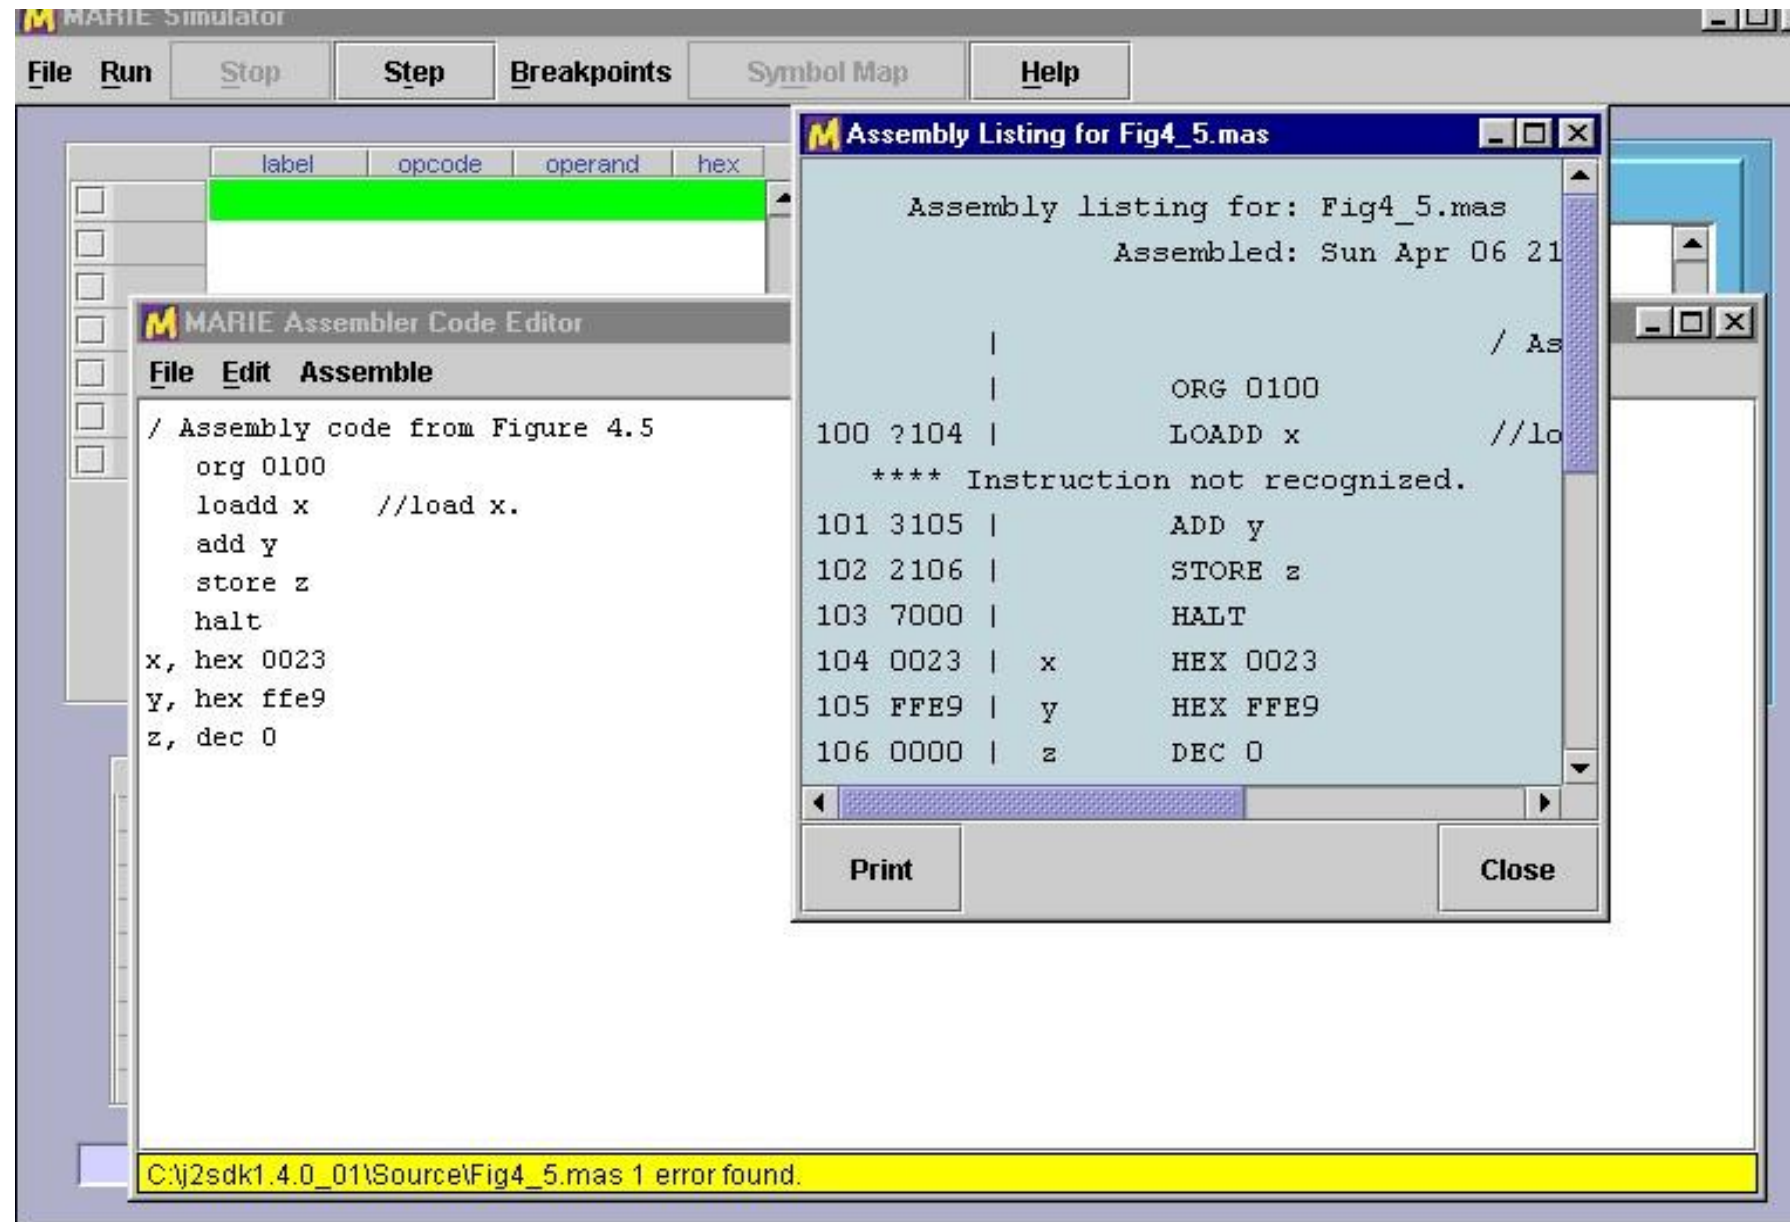 MARIE Simulator
File Run Stop Step Breakpoints Symbol Map Help
label opcode operand hex
MARIE Assembler Code Editor
File Edit Assemble
/ Assembly code from Figure 4.5
org 0100
loadd x //load x.
add y
store z
halt
x, hex 0023
y, hex ffe9
z, dec 0
C:\j2sdk1.4.0_01\Source\Fig4_5.mas 1 error found.
Assembly Listing for Fig4_5.mas
Assembly listing for: Fig4_5.mas
Assembled: Sun Apr 06 21
| / As
| ORG 0100
100 ?104 | LOADD x //lo
**** Instruction not recognized.
101 3105 | ADD y
102 2106 | STORE z
103 7000 | HALT
104 0023 | x HEX 0023
105 FFE9 | y HEX FFE9
106 0000 | z DEC 0
Print Close